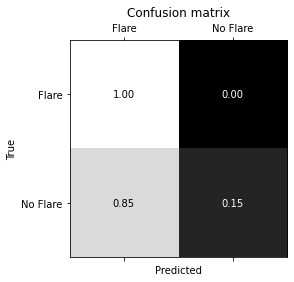 Confusion matrix
Flare No Flare
Flare 1.00 0.00
True
No Flare 0.85 0.15
Predicted